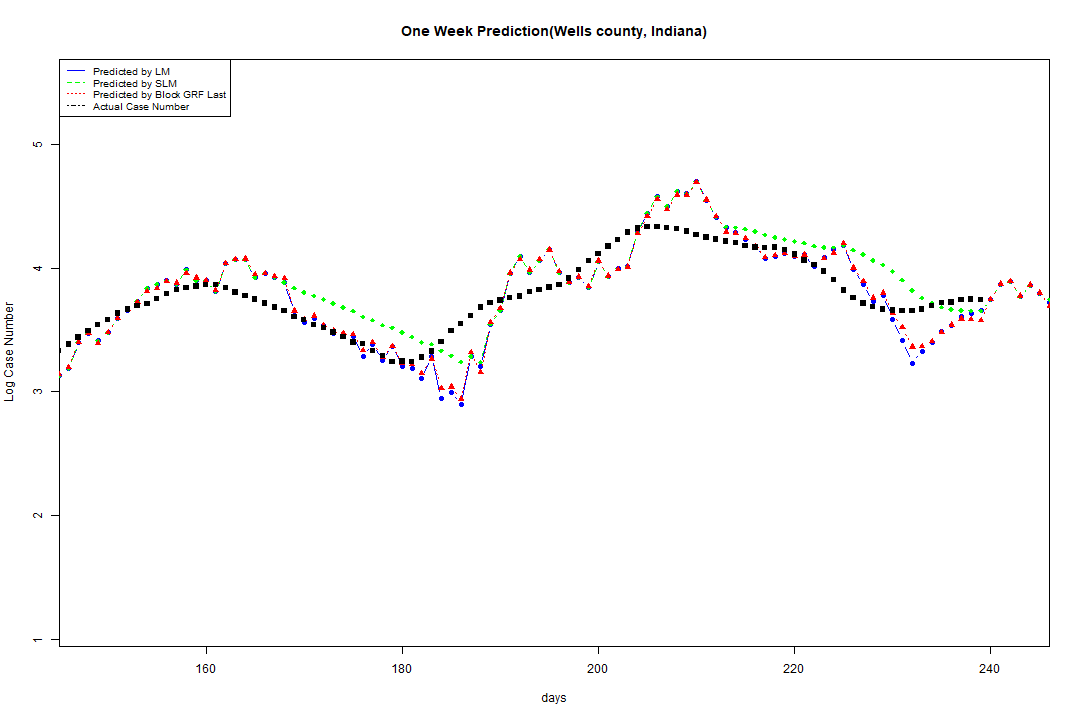 One Week Prediction(Wells county, Indiana)
Predicted by LM
Predicted by SLM
Predicted by Block GRF Last
Actual Case Number
5
4
3
2
1
Log Case Number
160 180 200 220 240
days